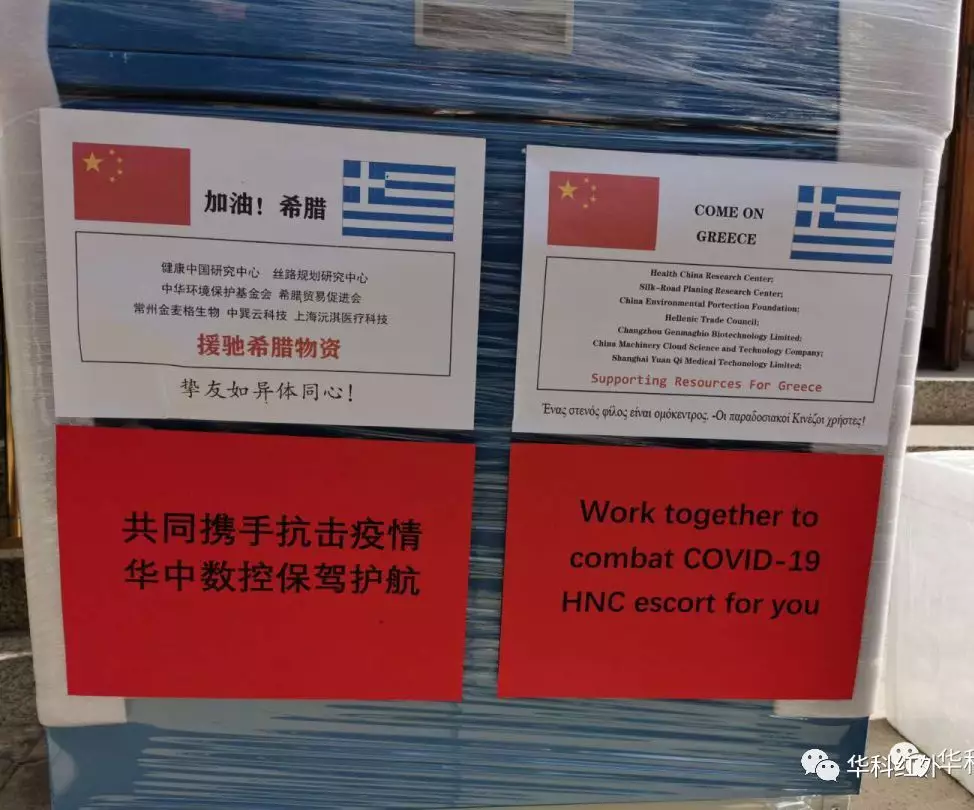 加油！希腊
健康中国研究中心 丝路规划研究中心
中华环境保护基金会 希腊贸易促进会
常州金麦格生物 中巽云科技 上海沅淇医疗科技
援驰希腊物资
挚友如异体同心！
COME ON
GREECE
Health China Research Center;
Silk-Road Planing Research Center;
China Environmental Portection Foundation;
Hellenic Trade Council;
Changzhou Genmagbio Biotechnology Limited;
China Machinery Cloud Science and Technology Company;
Shanghai Yuan Qi Medical Techonology Limited;
Supporting Resources For Greece
Ένας στενός φίλος είναι ομόκεντρος. -Οι παραδοσιακοί Κινέζοι χρήστες!
共同携手抗击疫情
华中数控保驾护航
Work together to
combat COVID-19
HNC escort for you
华科红外